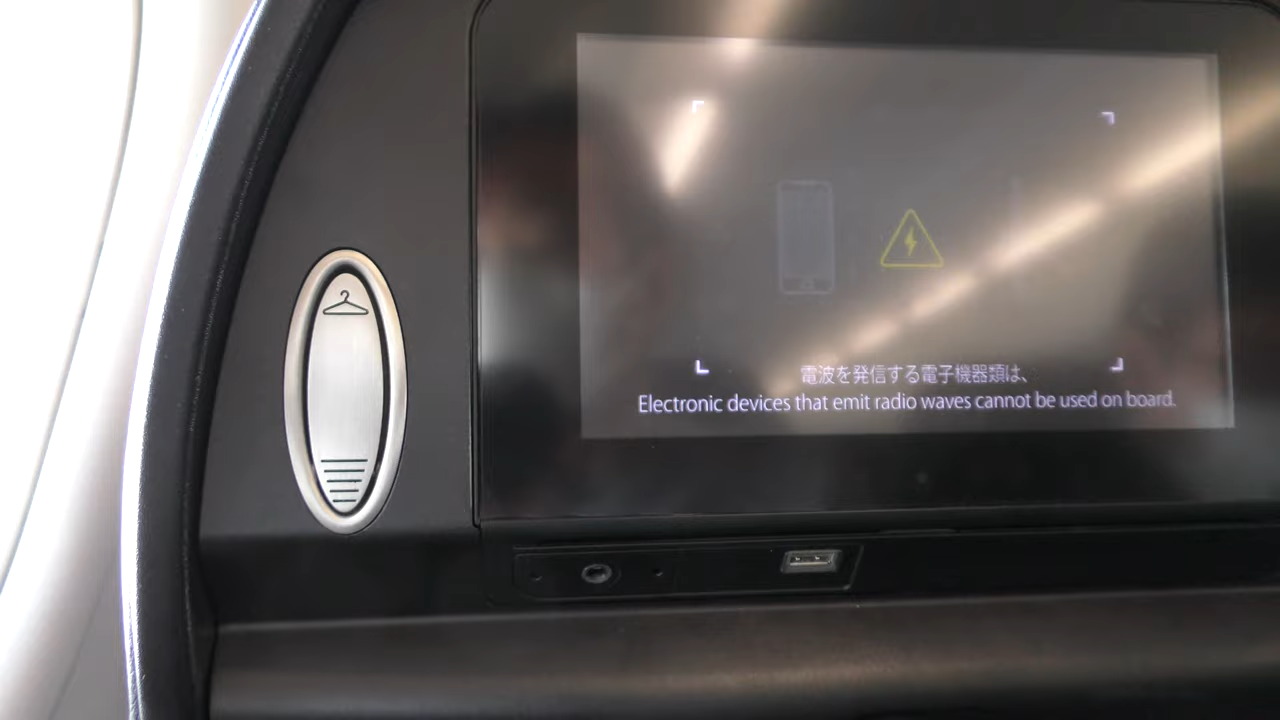 電波を発信する電子機器類は、
Electronic devices that emit radio waves cannot be used on board.